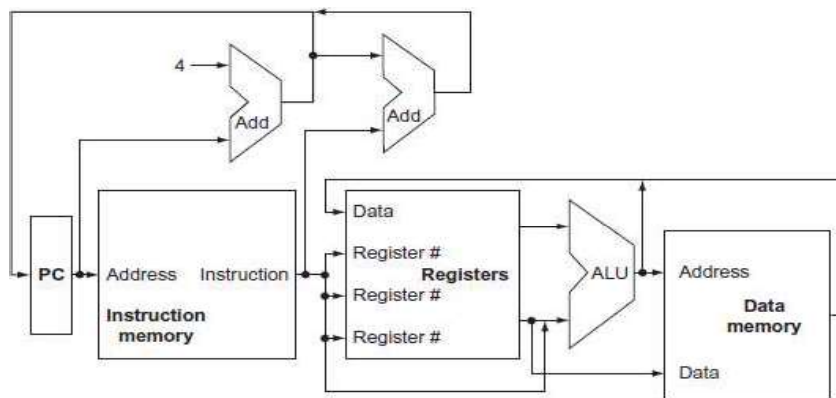 4
Add
Add
Data
Register #
PC
Address
Instruction
Registers
ALU
Address
Instruction
memory
Register #
Data
memory
Register #
Data